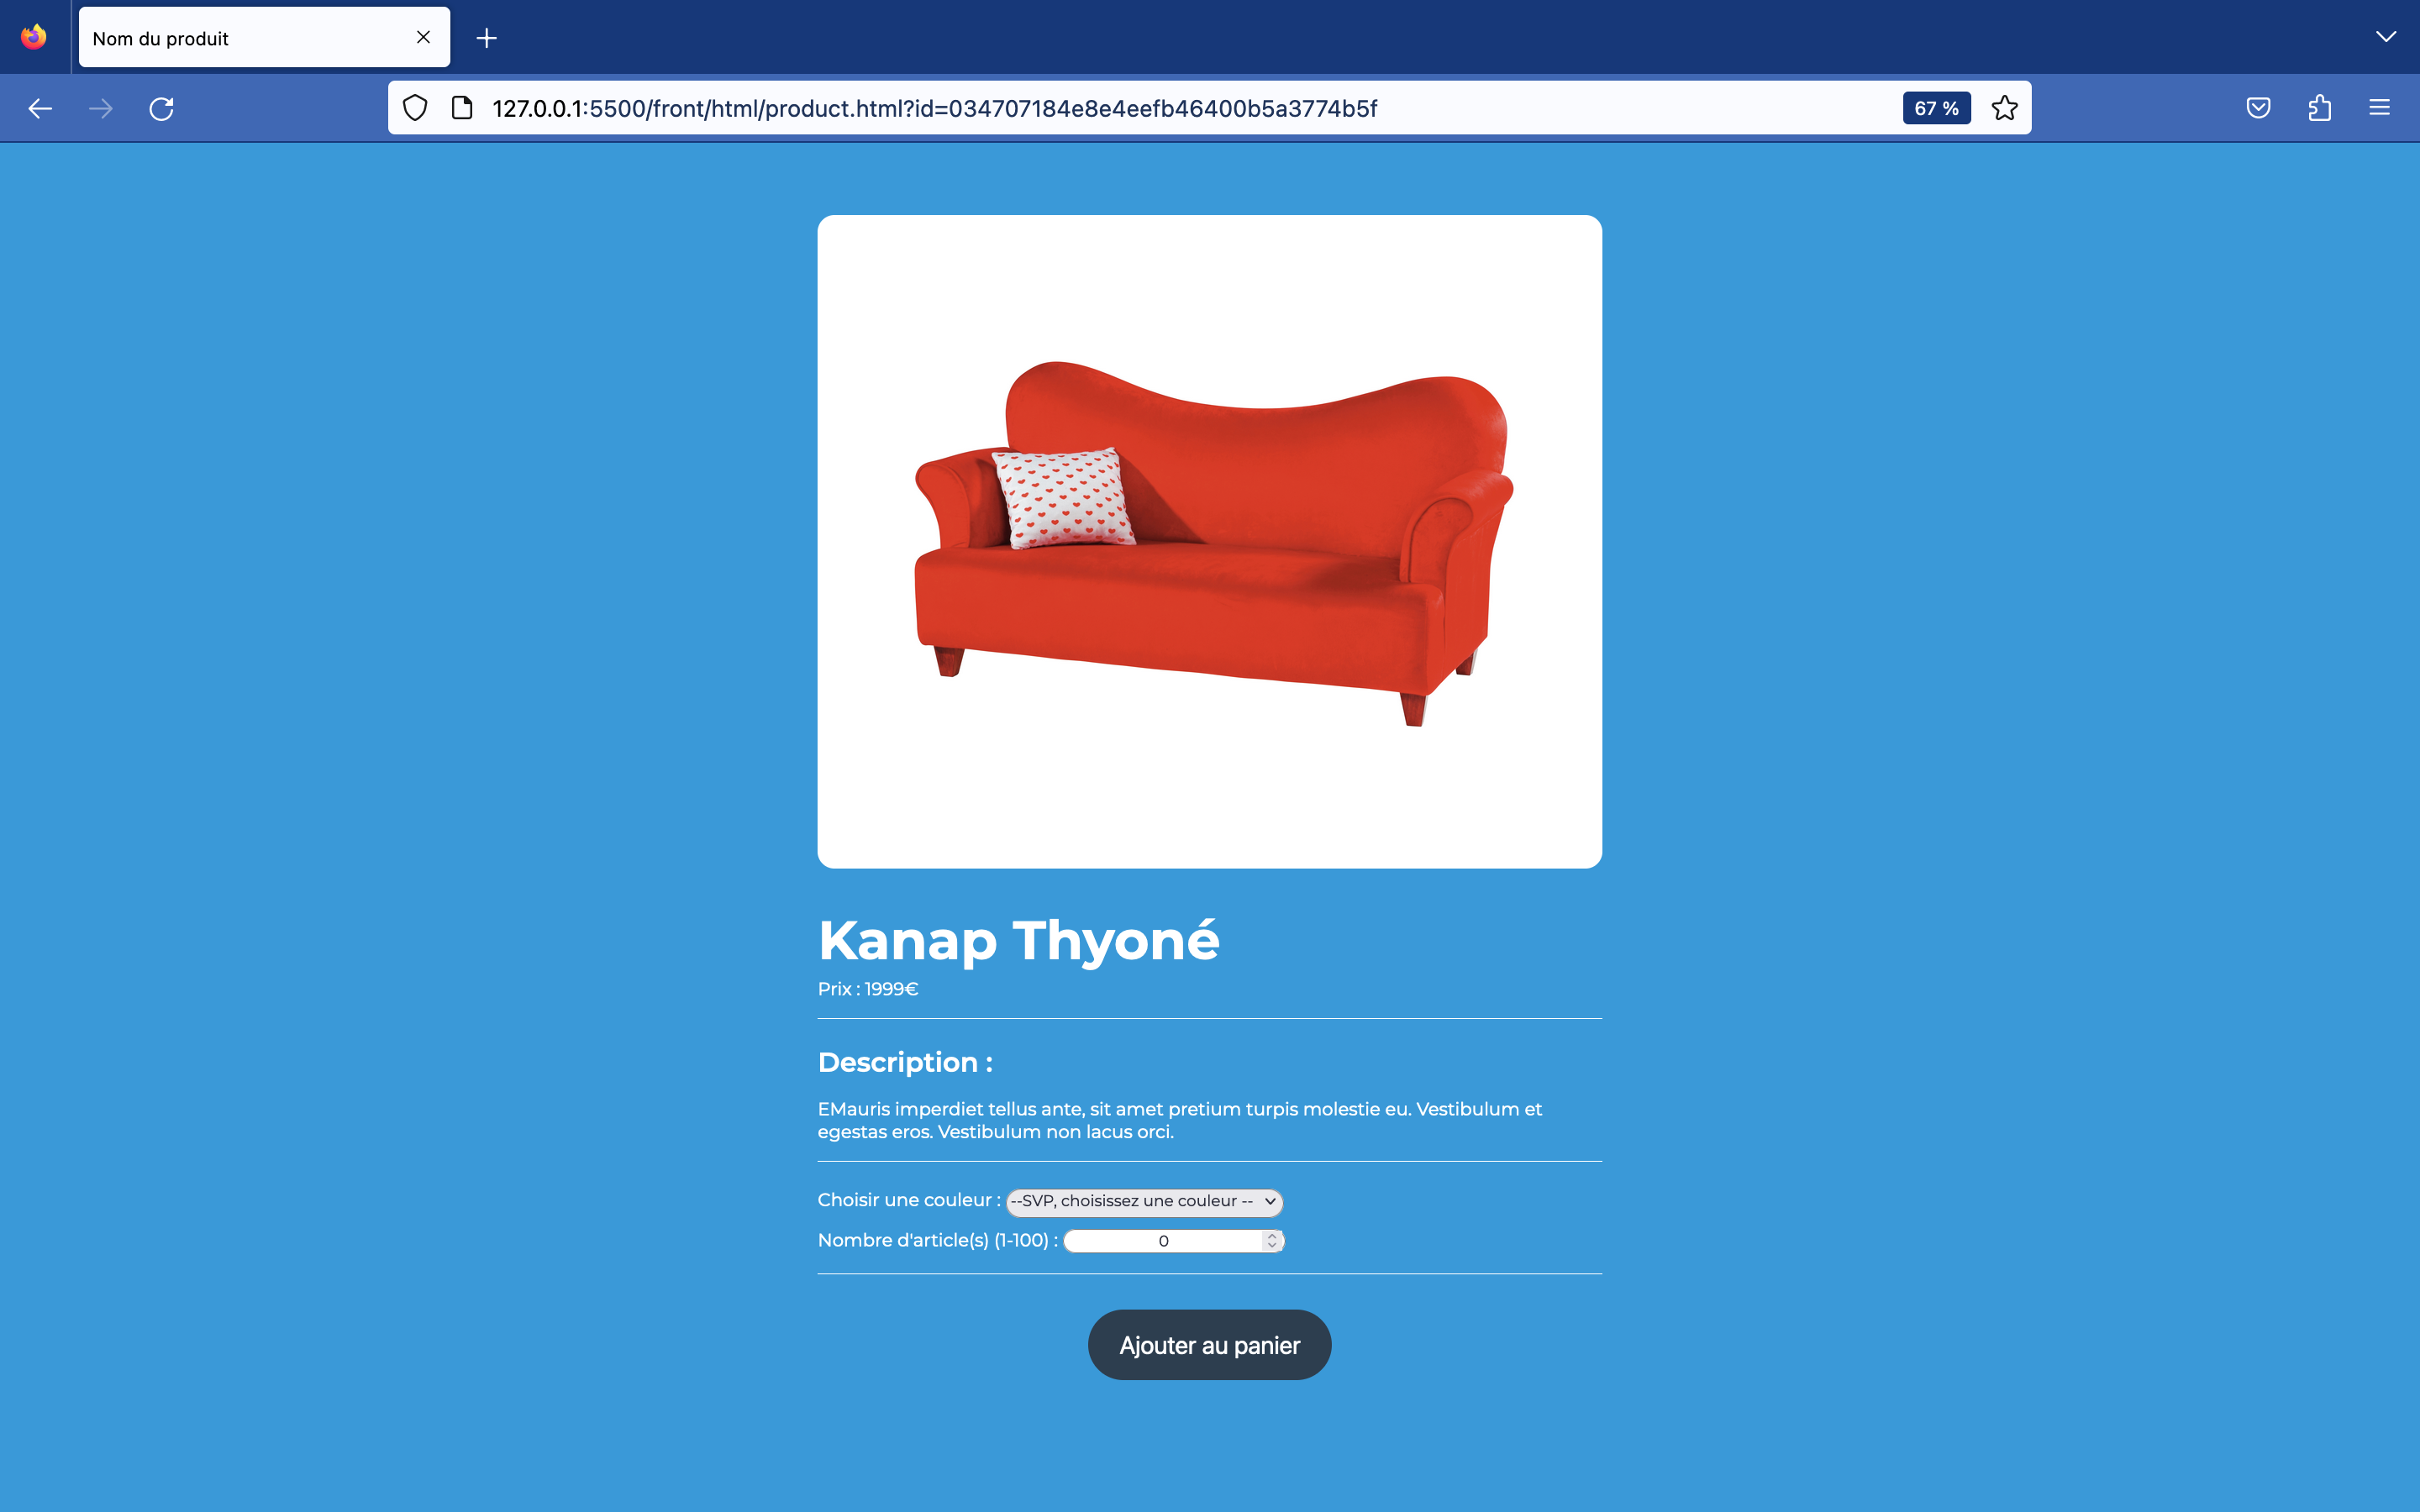 Nom du produit
127.0.0.1:5500/front/html/product.html?id=034707184e8e4eefb46400b5a3774b5f
67 %
Kanap Thyoné
Prix : 1999€
Description :
EMauris imperdiet tellus ante, sit amet pretium turpis molestie eu. Vestibulum et
egestas eros. Vestibulum non lacus orci.
Choisir une couleur : --SVP, choisissez une couleur --
Nombre d'article(s) (1-100) : 0
Ajouter au panier